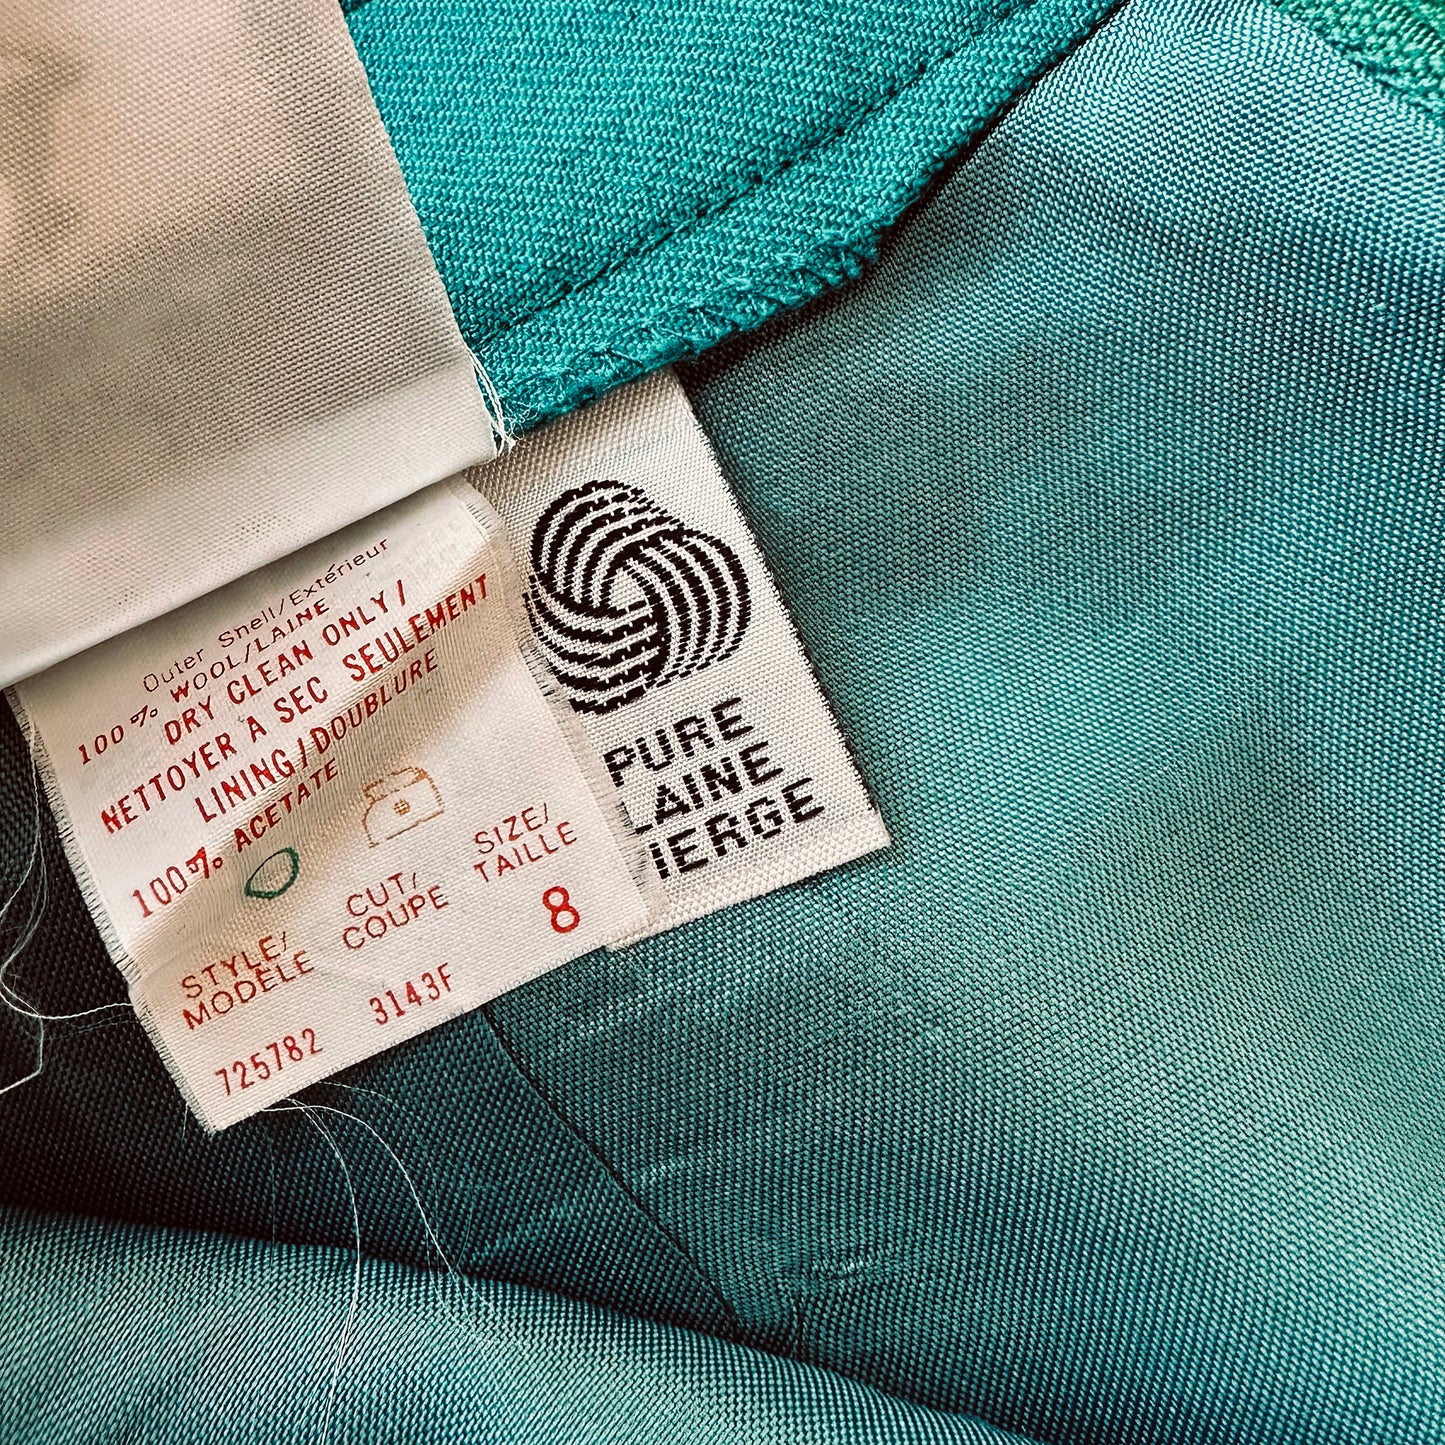 Outer Shell/Extérieur
100% WOOL/LAINE
DRY CLEAN ONLY/
NETTOYER A SEC SEULEMENT
LINING/DOUBLURE
100% ACETATE
STYLE/
MODÈLE
CUT/
COUPE
SIZE/
TAILLE
725782
3143F
8
PURE
LAINE
IERGE